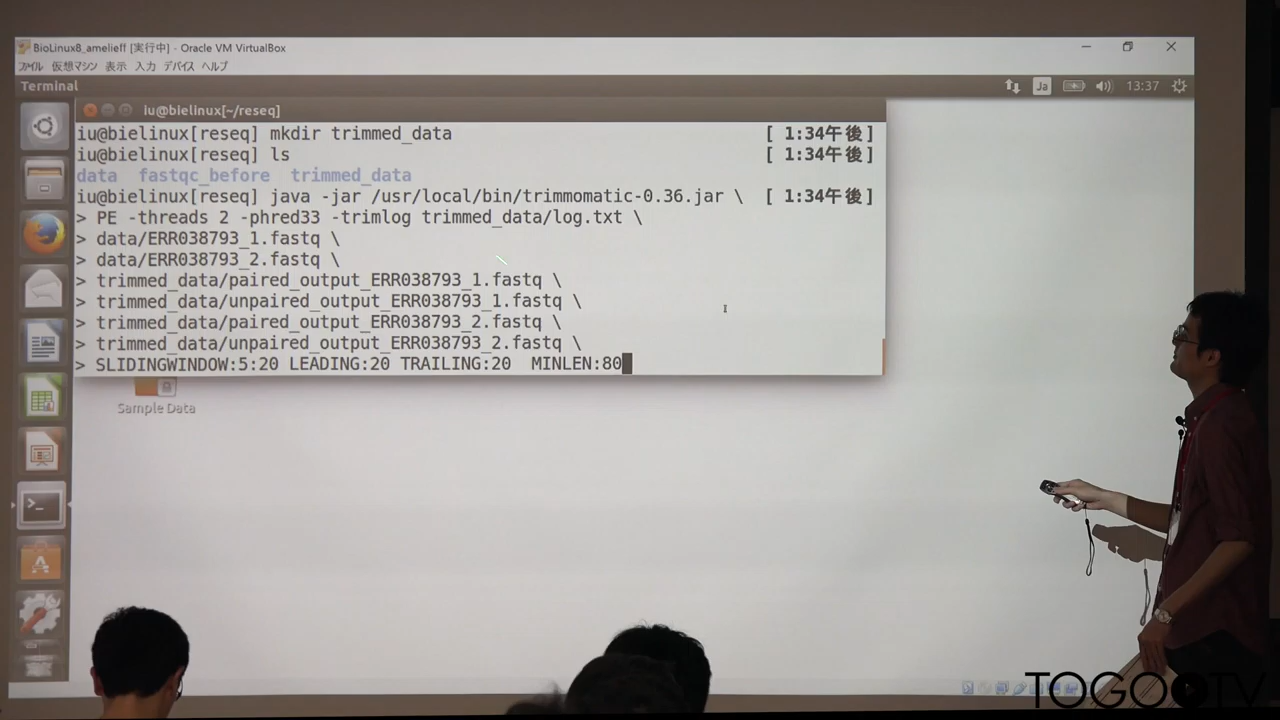 BioLinux8_amelieff [実行中] - Oracle VM VirtualBox
ファイル 仮想マシン 表示 入力 デバイス ヘルプ
Terminal Ja 13:37
iu@bielinux[~/reseq]
iu@bielinux[reseq] mkdir trimmed_data [ 1:34午後]
iu@bielinux[reseq] ls [ 1:34午後]
data fastqc_before trimmed_data
iu@bielinux[reseq] java -jar /usr/local/bin/trimmomatic-0.36.jar \ [ 1:34午後]
> PE -threads 2 -phred33 -trimlog trimmed_data/log.txt \
> data/ERR038793_1.fastq \
> data/ERR038793_2.fastq \
> trimmed_data/paired_output_ERR038793_1.fastq \
> trimmed_data/unpaired_output_ERR038793_1.fastq \
> trimmed_data/paired_output_ERR038793_2.fastq \
> trimmed_data/unpaired_output_ERR038793_2.fastq \
> SLIDINGWINDOW:5:20 LEADING:20 TRAILING:20  MINLEN:80
Sample Data
TOGOTV